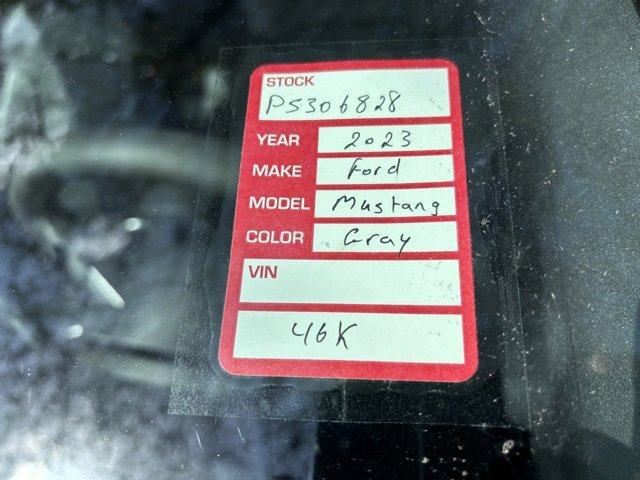 STOCK
PS306828
YEAR 2023
MAKE Ford
MODEL Mustang
COLOR Gray
VIN
46K